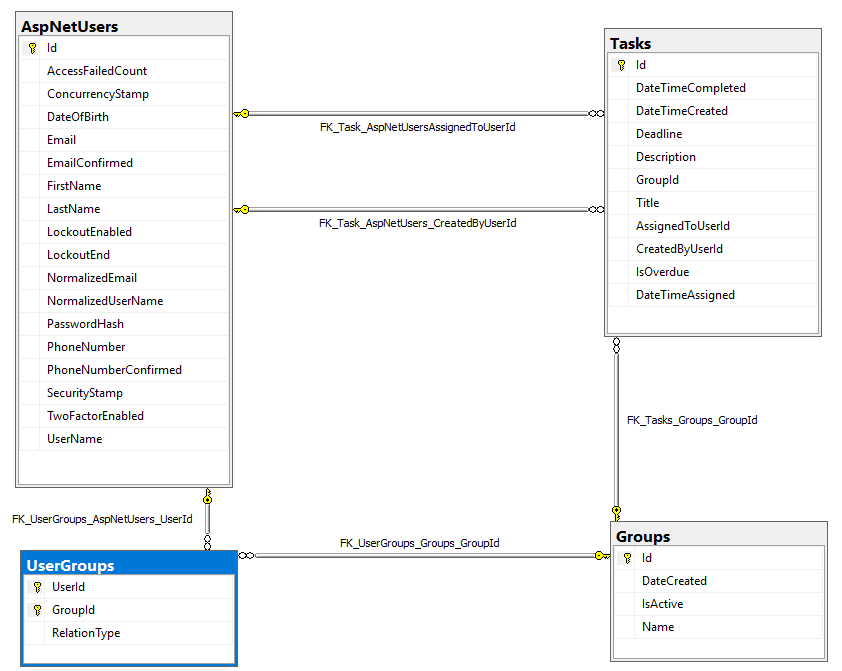 AspNetUsers
Id
AccessFailedCount
ConcurrencyStamp
DateOfBirth
Email
EmailConfirmed
FirstName
LastName
LockoutEnabled
LockoutEnd
NormalizedEmail
NormalizedUserName
PasswordHash
PhoneNumber
PhoneNumberConfirmed
SecurityStamp
TwoFactorEnabled
UserName
FK_Task_AspNetUsersAssignedToUserId
FK_Task_AspNetUsers_CreatedByUserId
Tasks
Id
DateTimeCompleted
DateTimeCreated
Deadline
Description
GroupId
Title
AssignedToUserId
CreatedByUserId
IsOverdue
DateTimeAssigned
FK_Tasks_Groups_GroupId
FK_UserGroups_AspNetUsers_UserId
UserGroups
UserId
GroupId
RelationType
FK_UserGroups_Groups_GroupId
Groups
Id
DateCreated
IsActive
Name